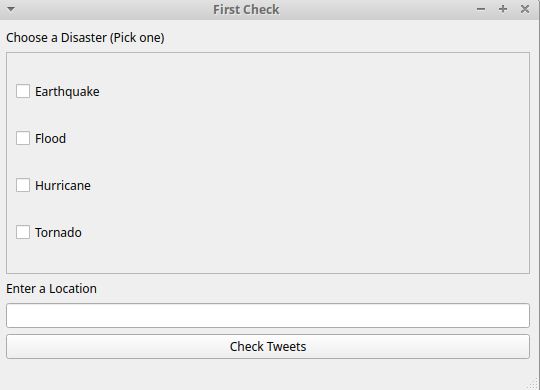 First Check
Choose a Disaster (Pick one)
Earthquake
Flood
Hurricane
Tornado
Enter a Location
Check Tweets